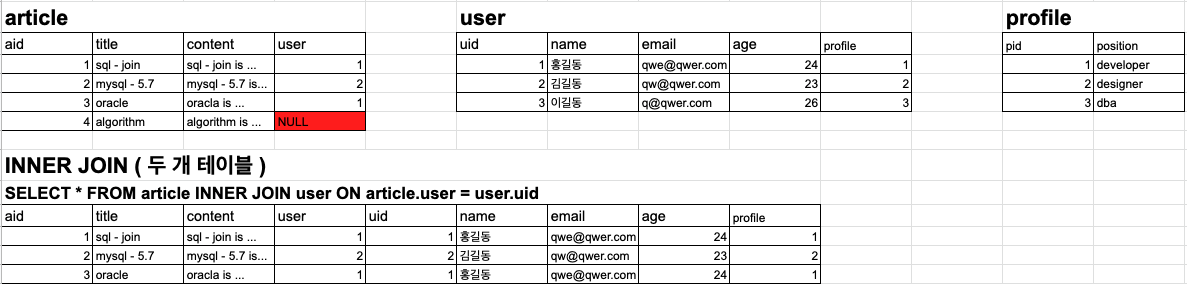 article user profile
aid title content user uid name email age profile pid position
1 sql - join sql - join is ... 1 1 홍길동 qwe@qwer.com 24 1 1 developer
2 mysql - 5.7 mysql - 5.7 is... 2 2 김길동 qw@qwer.com 23 2 2 designer
3 oracle oracla is ... 1 3 이길동 q@qwer.com 26 3 3 dba
4 algorithm algorithm is ... NULL
INNER JOIN ( 두 개 테이블 )
SELECT * FROM article INNER JOIN user ON article.user = user.uid
aid title content user uid name email age profile
1 sql - join sql - join is ... 1 1 홍길동 qwe@qwer.com 24 1
2 mysql - 5.7 mysql - 5.7 is... 2 2 김길동 qw@qwer.com 23 2
3 oracle oracla is ... 1 1 홍길동 qwe@qwer.com 24 1